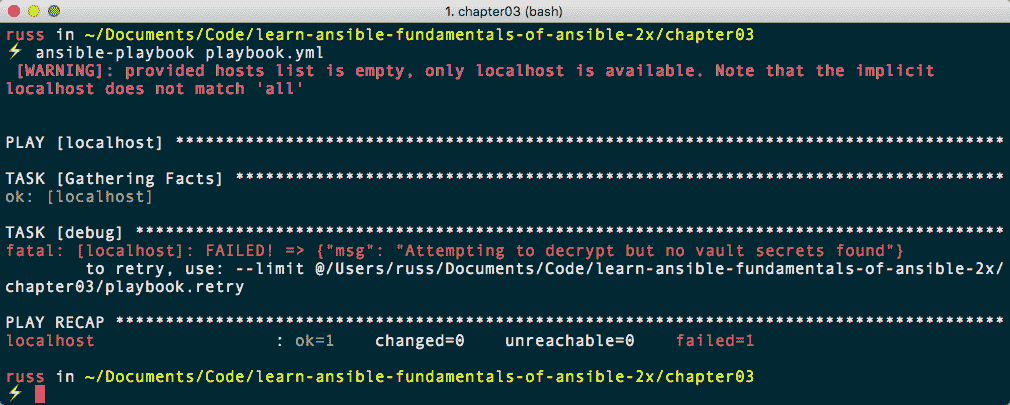 1. chapter03 (bash)
russ in ~/Documents/Code/learn-ansible-fundamentals-of-ansible-2x/chapter03
⚡ ansible-playbook playbook.yml
 [WARNING]: provided hosts list is empty, only localhost is available. Note that the implicit
localhost does not match 'all'
PLAY [localhost] ***********************************************************************************
TASK [Gathering Facts] *****************************************************************************
ok: [localhost]
TASK [debug] ***************************************************************************************
fatal: [localhost]: FAILED! => {"msg": "Attempting to decrypt but no vault secrets found"}
        to retry, use: --limit @/Users/russ/Documents/Code/learn-ansible-fundamentals-of-ansible-2x/
chapter03/playbook.retry
PLAY RECAP *****************************************************************************************
localhost                  : ok=1    changed=0    unreachable=0    failed=1
russ in ~/Documents/Code/learn-ansible-fundamentals-of-ansible-2x/chapter03
⚡